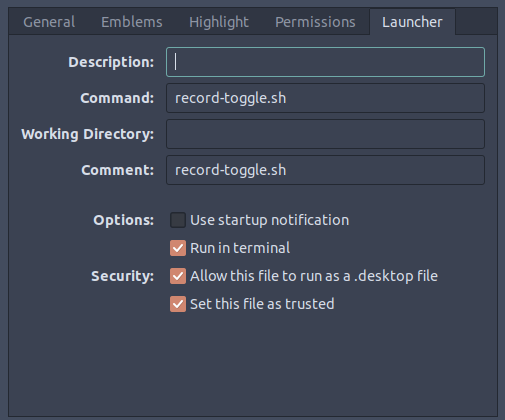 General Emblems Highlight Permissions Launcher
Description:
Command: record-toggle.sh
Working Directory:
Comment: record-toggle.sh
Options: Use startup notification
Run in terminal
Security: Allow this file to run as a .desktop file
Set this file as trusted